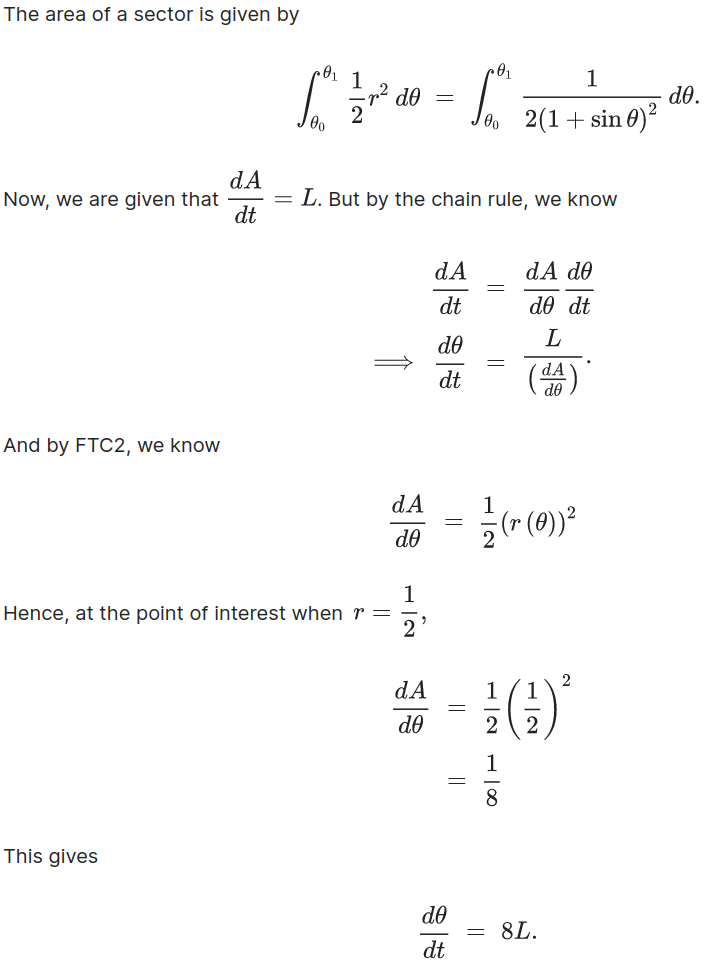 The area of a sector is given by
$\int_{\theta_0}^{\theta_1} \frac{1}{2} r^2 \, d\theta = \int_{\theta_0}^{\theta_1} \frac{1}{2(1 + \sin\theta)^2} \, d\theta.$
Now, we are given that $\frac{dA}{dt} = L$. But by the chain rule, we know
$\frac{dA}{dt} = \frac{dA}{d\theta} \frac{d\theta}{dt}$
$\Longrightarrow \frac{d\theta}{dt} = \frac{L}{\left(\frac{dA}{d\theta}\right)}.$
And by FTC2, we know
$\frac{dA}{d\theta} = \frac{1}{2} (r(\theta))^2$
Hence, at the point of interest when $r = \frac{1}{2},$
$\frac{dA}{d\theta} = \frac{1}{2} \left(\frac{1}{2}\right)^2$
$= \frac{1}{8}$
This gives
$\frac{d\theta}{dt} = 8L.$